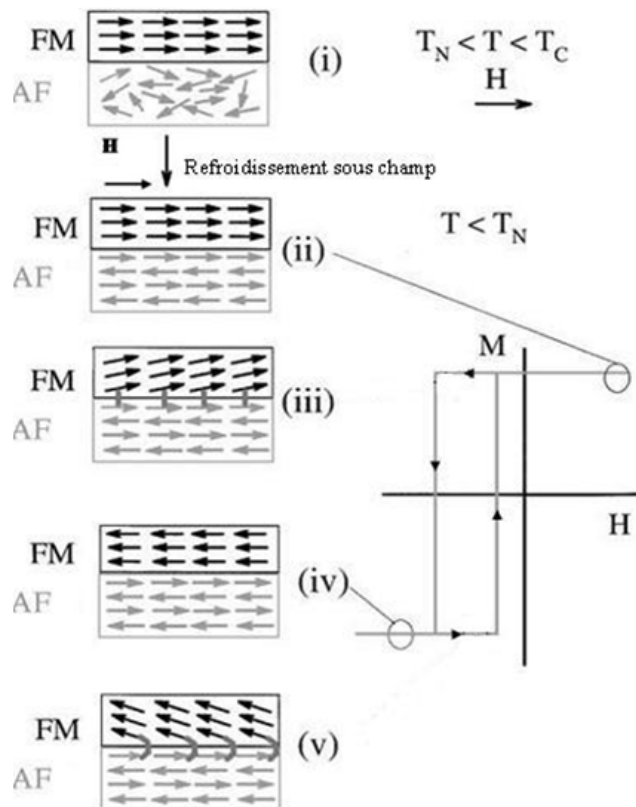 FM
AF
(i)
T_N < T < T_C
H
H
Refroidissement sous champ
FM
AF
(ii)
T < T_N
FM
AF
(iii)
M
H
FM
AF
(iv)
FM
AF
(v)